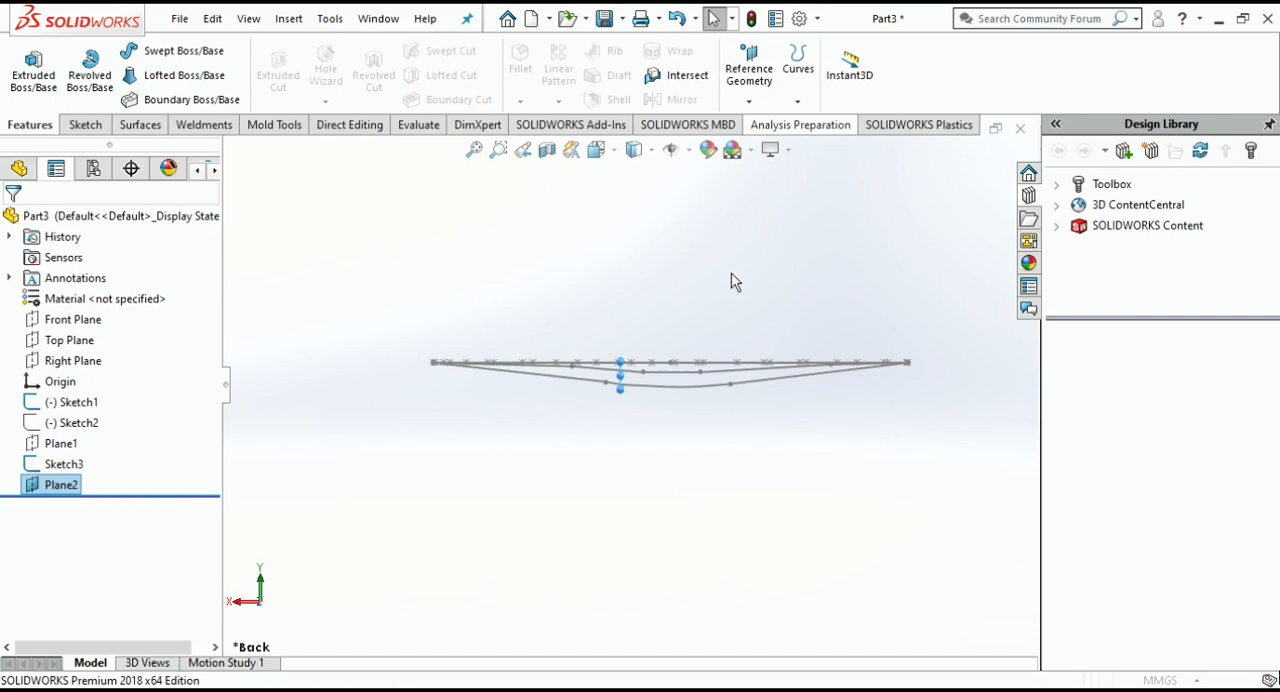 SOLIDWORKS File Edit View Insert Tools Window Help Part3 * Search Community Forum ?
Extruded Boss/Base Revolved Boss/Base Swept Boss/Base Lofted Boss/Base Boundary Boss/Base Extruded Cut Hole Wizard Revolved Cut Swept Cut Lofted Cut Boundary Cut Fillet Linear Pattern Rib Draft Shell Wrap Intersect Mirror Reference Geometry Curves Instant3D
Features Sketch Surfaces Weldments Mold Tools Direct Editing Evaluate DimXpert SOLIDWORKS Add-Ins SOLIDWORKS MBD Analysis Preparation SOLIDWORKS Plastics
Design Library
Toolbox
3D ContentCentral
SOLIDWORKS Content
Part3 (Default<<Default>_Display State
History
Sensors
Annotations
Material <not specified>
Front Plane
Top Plane
Right Plane
Origin
(-) Sketch1
(-) Sketch2
Plane1
Sketch3
Plane2
Y
X
*Back
Model 3D Views Motion Study 1
SOLIDWORKS Premium 2018 x64 Edition MMGS